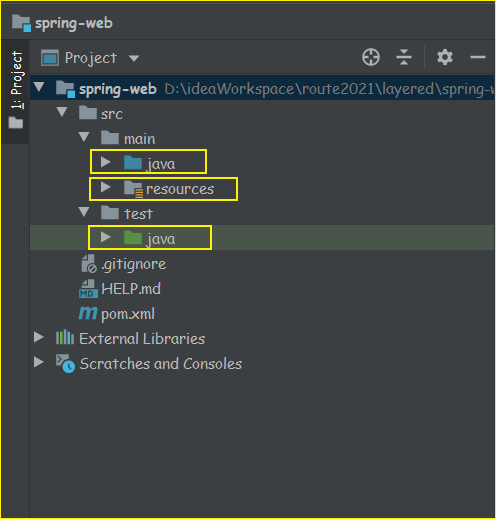 spring-web
1: Project
Project
spring-web D:\ideaWorkspace\route2021\layered\spring-w
src
main
java
resources
test
java
.gitignore
MD HELP.md
m pom.xml
External Libraries
Scratches and Consoles